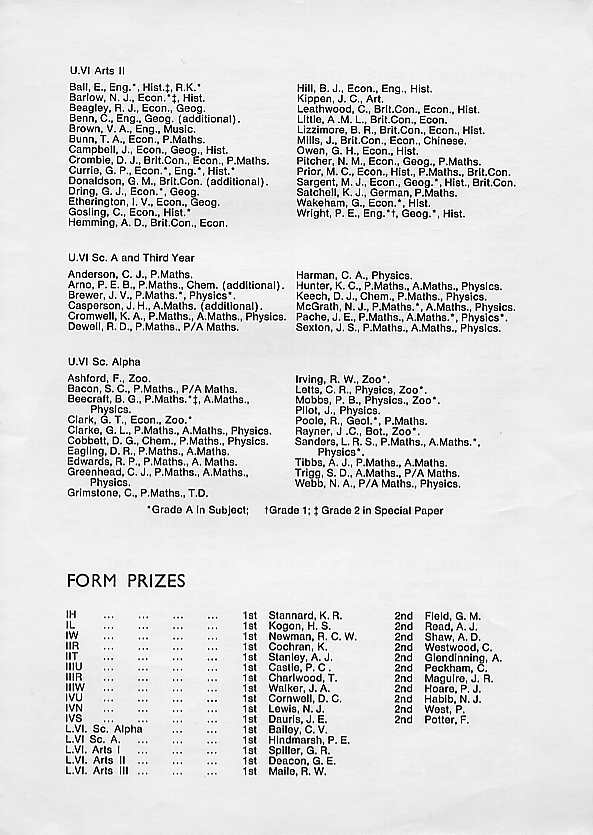 U.VI Arts II
Ball, E., Eng.*, Hist.‡, R.K.*
Barlow, N. J., Econ.*‡, Hist.
Beagley, R. J., Econ., Geog.
Benn, C., Eng., Geog. (additional).
Brown, V. A., Eng., Music.
Bunn, T. A., Econ., P.Maths.
Campbell, J., Econ., Geog., Hist.
Crombie, D. J., Brit.Con., Econ., P.Maths.
Currie, G. P., Econ.*, Eng.*, Hist.*
Donaldson, G. M., Brit.Con. (additional).
Dring, G. J., Econ.*, Geog.
Etherington, I. V., Econ., Geog.
Gosling, C., Econ., Hist.*
Hemming, A. D., Brit.Con., Econ.
Hill, B. J., Econ., Eng., Hist.
Kippen, J. C., Art.
Leathwood, C., Brit.Con., Econ., Hist.
Little, A .M. L., Brit.Con., Econ.
Lizzimore, B. R., Brit.Con., Econ., Hist.
Mills, J., Brit.Con., Econ., Chinese.
Owen, G. H., Econ., Hist.
Pitcher, N. M., Econ., Geog., P.Maths.
Prior, M. C., Econ., Hist., P.Maths., Brit.Con.
Sargent, M. J., Econ., Geog.*, Hist., Brit.Con.
Satchell, K. J., German, P.Maths.
Wakeham, G., Econ.*, Hist.
Wright, P. E., Eng.*†, Geog.*, Hist.
U.VI Sc. A and Third Year
Anderson, C. J., P.Maths.
Arno, P. E. B., P.Maths., Chem. (additional).
Brewer, J. V., P.Maths.*, Physics*.
Casperson, J. H., A.Maths. (additional).
Cromwell, K. A., P.Maths., A.Maths., Physics.
Dewell, R. D., P.Maths., P/A Maths.
Harman, C. A., Physics.
Hunter, K. C., P.Maths., A.Maths., Physics.
Keech, D. J., Chem., P.Maths., Physics.
McGrath, N. J., P.Maths.*, A.Maths., Physics.
Pache, J. E., P.Maths., A.Maths.*, Physics*.
Sexton, J. S., P.Maths., A.Maths., Physics.
U.VI Sc. Alpha
Ashford, F., Zoo.
Bacon, S. C., P.Maths., P/A Maths.
Beecraft, B. G., P.Maths.*‡, A.Maths.,
Physics.
Clark, G. T., Econ., Zoo.*
Clarke, G. L., P.Maths., A.Maths., Physics.
Cobbett, D. G., Chem., P.Maths., Physics.
Eagling, D. R., P.Maths., A.Maths.
Edwards, R. P., P.Maths., A. Maths.
Greenhead, C. J., P.Maths., A.Maths.,
Physics.
Grimstone, C., P.Maths., T.D.
Irving, R. W., Zoo*.
Letts, C. R., Physics, Zoo*.
Mobbs, P. B., Physics., Zoo*.
Pilot, J., Physics.
Poole, R., Geol.*, P.Maths.
Rayner, J .C., Bot., Zoo*.
Sanders, L. R. S., P.Maths., A.Maths.*,
Physics*.
Tibbs, A. J., P.Maths., A.Maths.
Trigg, S. D., A.Maths., P/A Maths.
Webb, N. A., P/A Maths., Physics.
*Grade A in Subject; †Grade 1; ‡ Grade 2 in Special Paper
FORM PRIZES
IH ... ... ... ... 1st Stannard, K. R. 2nd Field, G. M.
IL ... ... ... ... 1st Kogon, H. S. 2nd Read, A. J.
IW ... ... ... ... 1st Newman, R. C. W. 2nd Shaw, A. D.
IIR ... ... ... ... 1st Cochran, K. 2nd Westwood, C.
IIT ... ... ... ... 1st Stanley, A. J. 2nd Glendinning, A.
IIIU ... ... ... ... 1st Castle, P. C . 2nd Peckham, C.
IIIR ... ... ... ... 1st Charlwood, T. 2nd Maguire, J. R.
IIIW ... ... ... ... 1st Walker, J. A. 2nd Hoare, P. J.
IVU ... ... ... ... 1st Cornwell, D. C. 2nd Habib, N. J.
IVN ... ... ... ... 1st Lewis, N. J. 2nd West, P.
IVS ... ... ... ... 1st Dauris, J. E. 2nd Potter, F.
L.VI. Sc. Alpha ... ... 1st Bailey, C. V.
L.VI Sc. A. ... ... ... 1st Hindmarsh, P. E.
L.VI. Arts I ... ... ... 1st Spiller, G. R.
L.VI. Arts II ... ... ... 1st Deacon, G. E.
L.VI. Arts III ... ... ... 1st Maile, R. W.